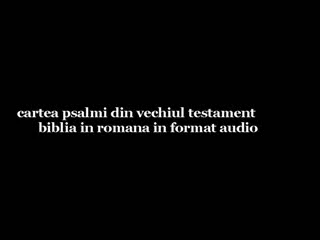 cartea psalmi din vechiul testament
biblia in romana in format audio